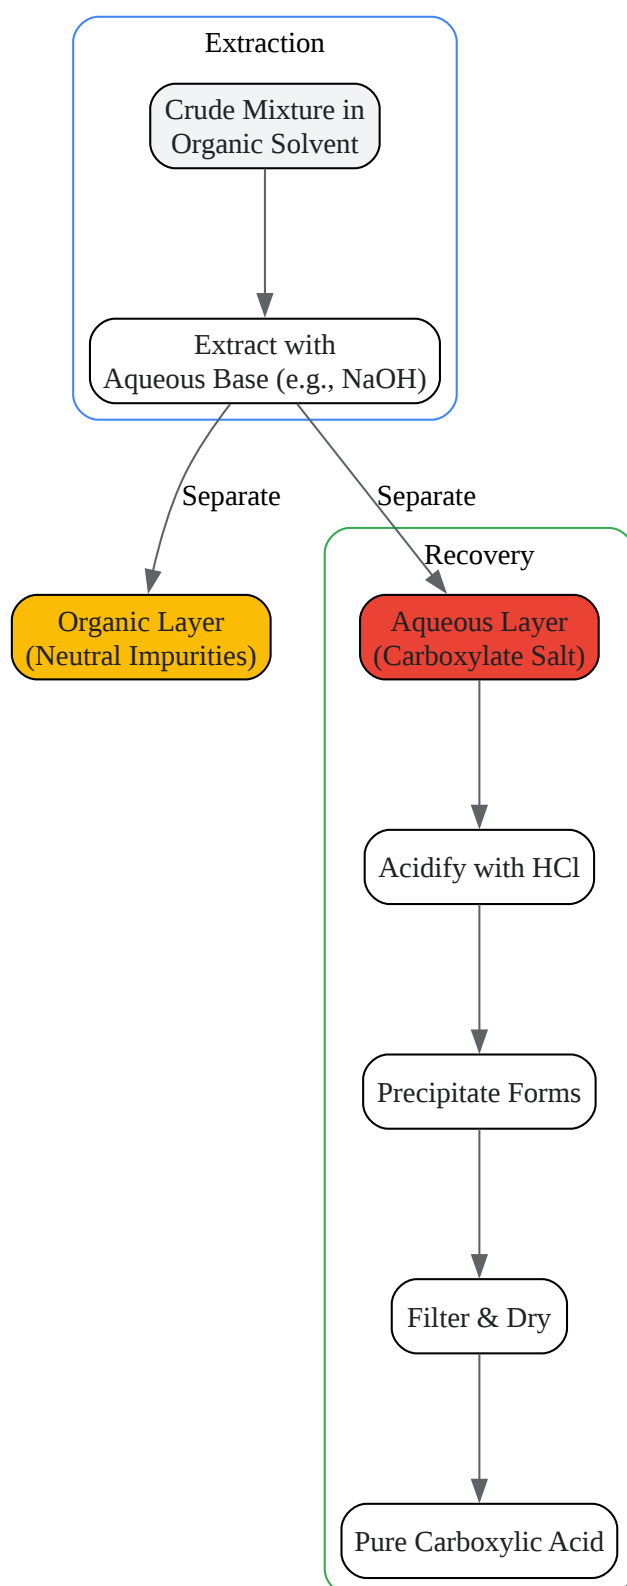 Extraction
Crude Mixture in
Organic Solvent
Extract with
Aqueous Base (e.g., NaOH)
Separate
Separate
Recovery
Organic Layer
(Neutral Impurities)
Aqueous Layer
(Carboxylate Salt)
Acidify with HCl
Precipitate Forms
Filter & Dry
Pure Carboxylic Acid